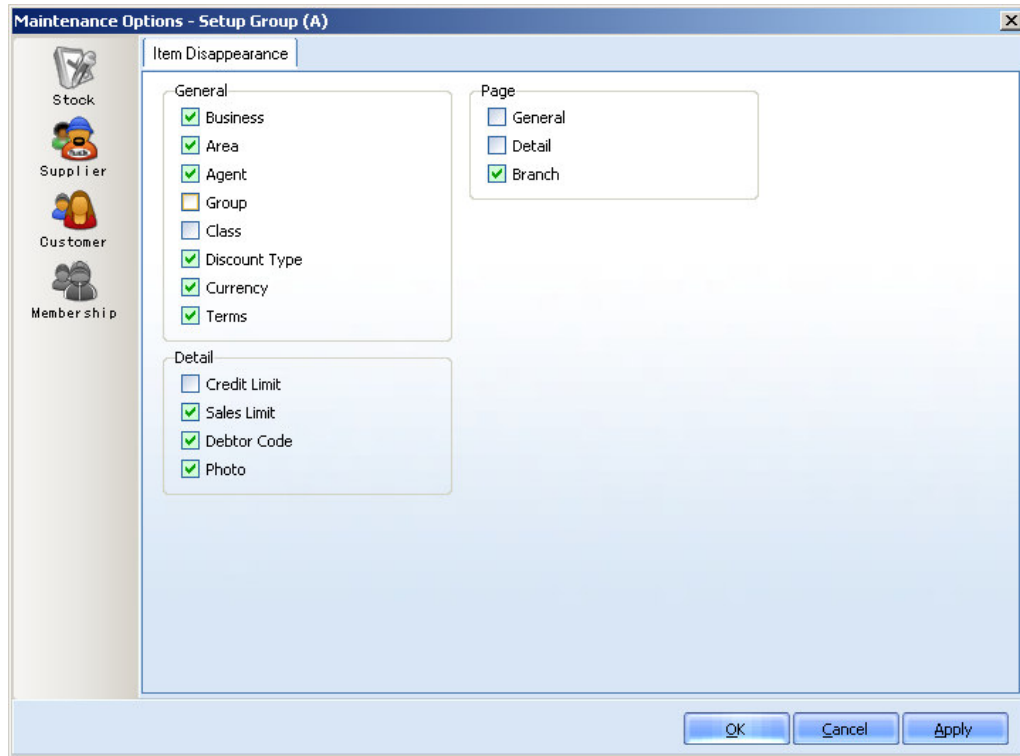 Maintenance Options - Setup Group (A)
Stock
Supplier
Customer
Membership
Item Disappearance
General
Business
Area
Agent
Group
Class
Discount Type
Currency
Terms
Detail
Credit Limit
Sales Limit
Debtor Code
Photo
Page
General
Detail
Branch
OK
Cancel
Apply